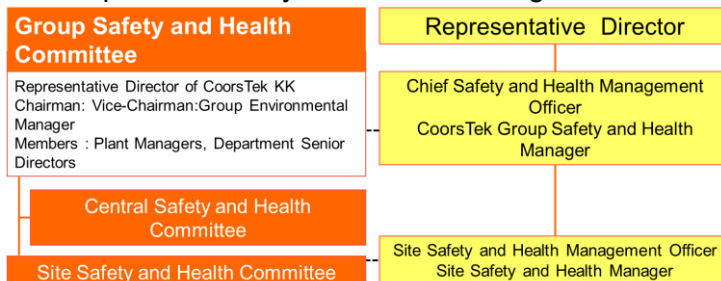 Group Safety and Health
Committee
Representative Director of CoorsTek KK
Chairman: Vice-Chairman:Group Environmental
Manager
Members : Plant Managers, Department Senior
Directors
Central Safety and Health
Committee
Site Safety and Health Committee
Representative Director
Chief Safety and Health Management
Officer
CoorsTek Group Safety and Health
Manager
Site Safety and Health Management Officer
Site Safety and Health Manager